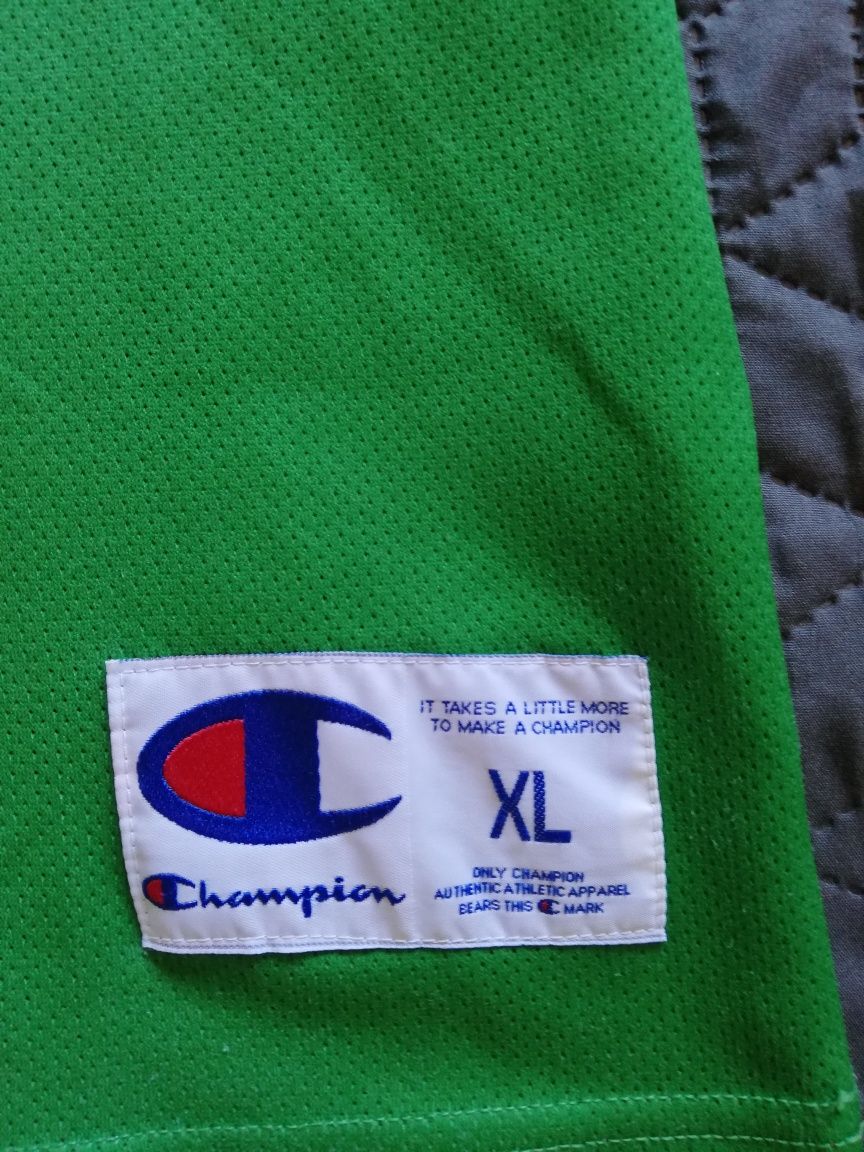 Champion
IT TAKES A LITTLE MORE
TO MAKE A CHAMPION
XL
ONLY CHAMPION
AUTHENTIC ATHLETIC APPAREL
BEARS THIS C MARK